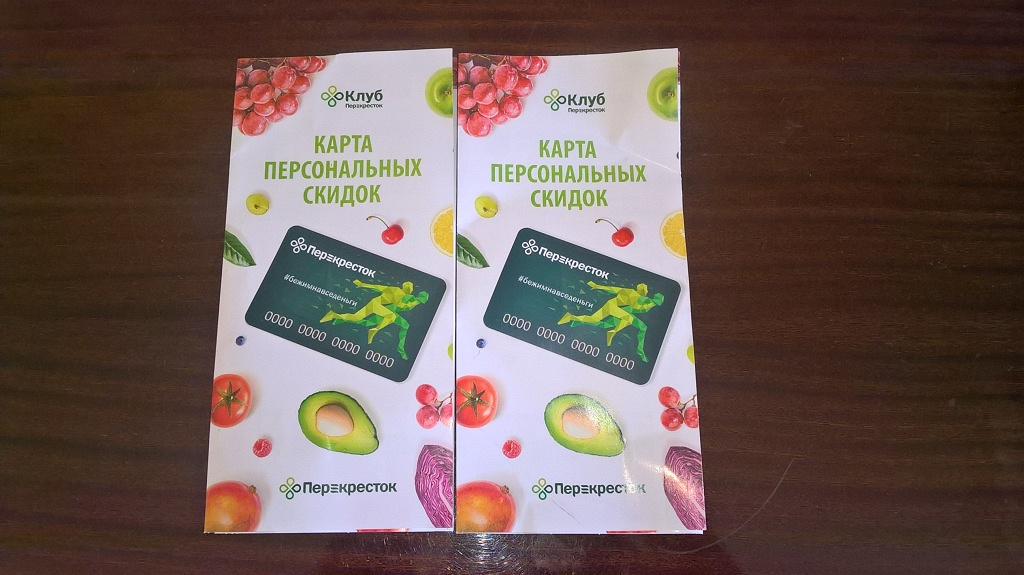 Клуб
Перекресток
КАРТА
ПЕРСОНАЛЬНЫХ
СКИДОК
Перекресток
#бежимнавседеньги
0000 0000 0000 0000
Перекресток
Клуб
Перекресток
КАРТА
ПЕРСОНАЛЬНЫХ
СКИДОК
Перекресток
#бежимнавседеньги
0000 0000 0000 0000
Перекресток